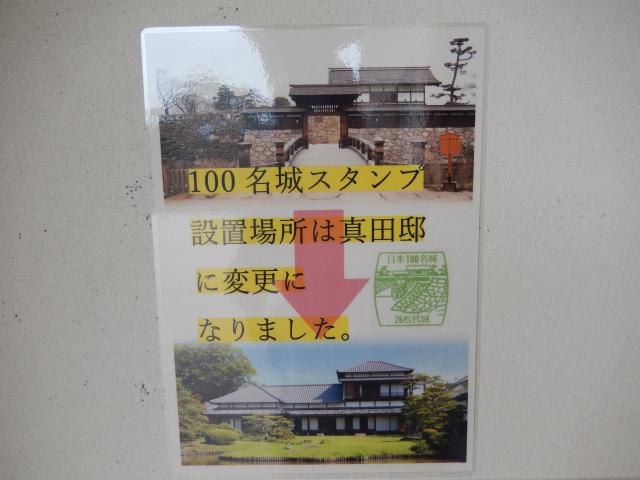 100名城スタンプ
設置場所は真田邸
に変更に
なりました。
日本100名城
26松代城